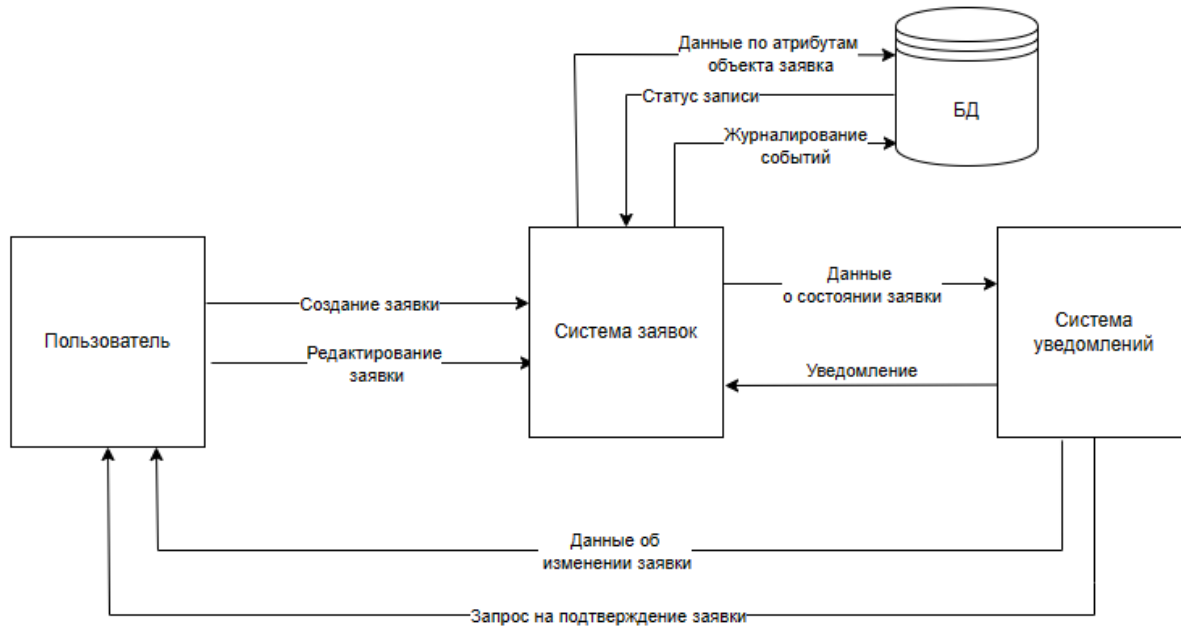 Данные по атрибутам
объекта заявка
Статус записи
БД
Журналирование
событий
Пользователь
Создание заявки
Редактирование
заявки
Система заявок
Данные
о состоянии заявки
Уведомление
Система
уведомлений
Данные об
изменении заявки
Запрос на подтверждение заявки